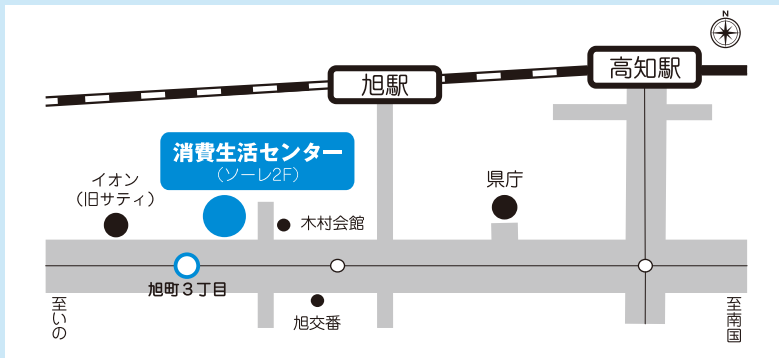 N
高知駅
旭駅
消費生活センター
（ソーレ2F）
イオン
（旧サティ）
県庁
木村会館
旭町３丁目
至いの
旭交番
至南国